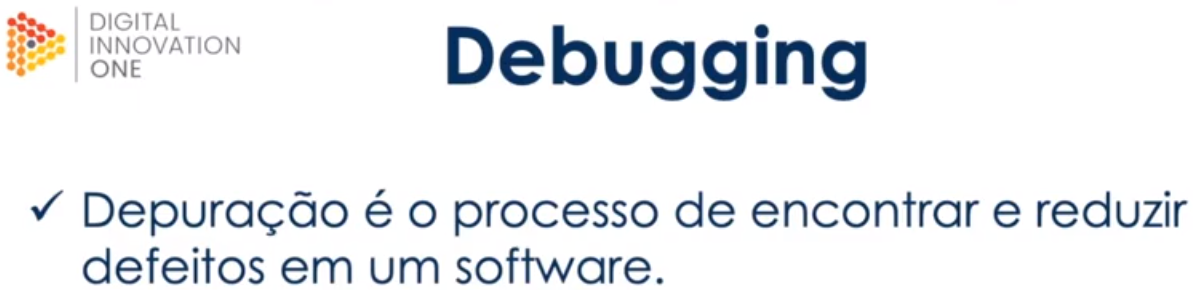 DIGITAL
INNOVATION
ONE
Debugging
✓ Depuração é o processo de encontrar e reduzir
defeitos em um software.